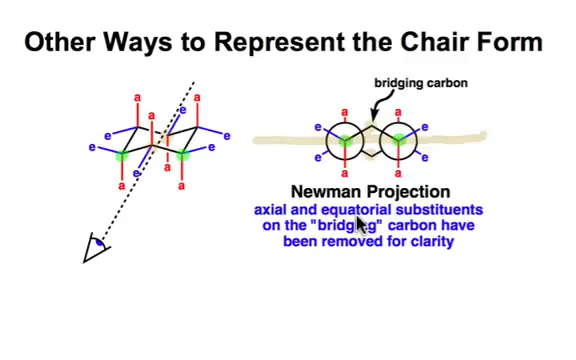 Other Ways to Represent the Chair Form
bridging carbon
a
a
a
e
e
e
e
e
e
a
a
a
a
a
e
e
e
e
a
a
Newman Projection
axial and equatorial substituents
on the "bridging" carbon have
been removed for clarity